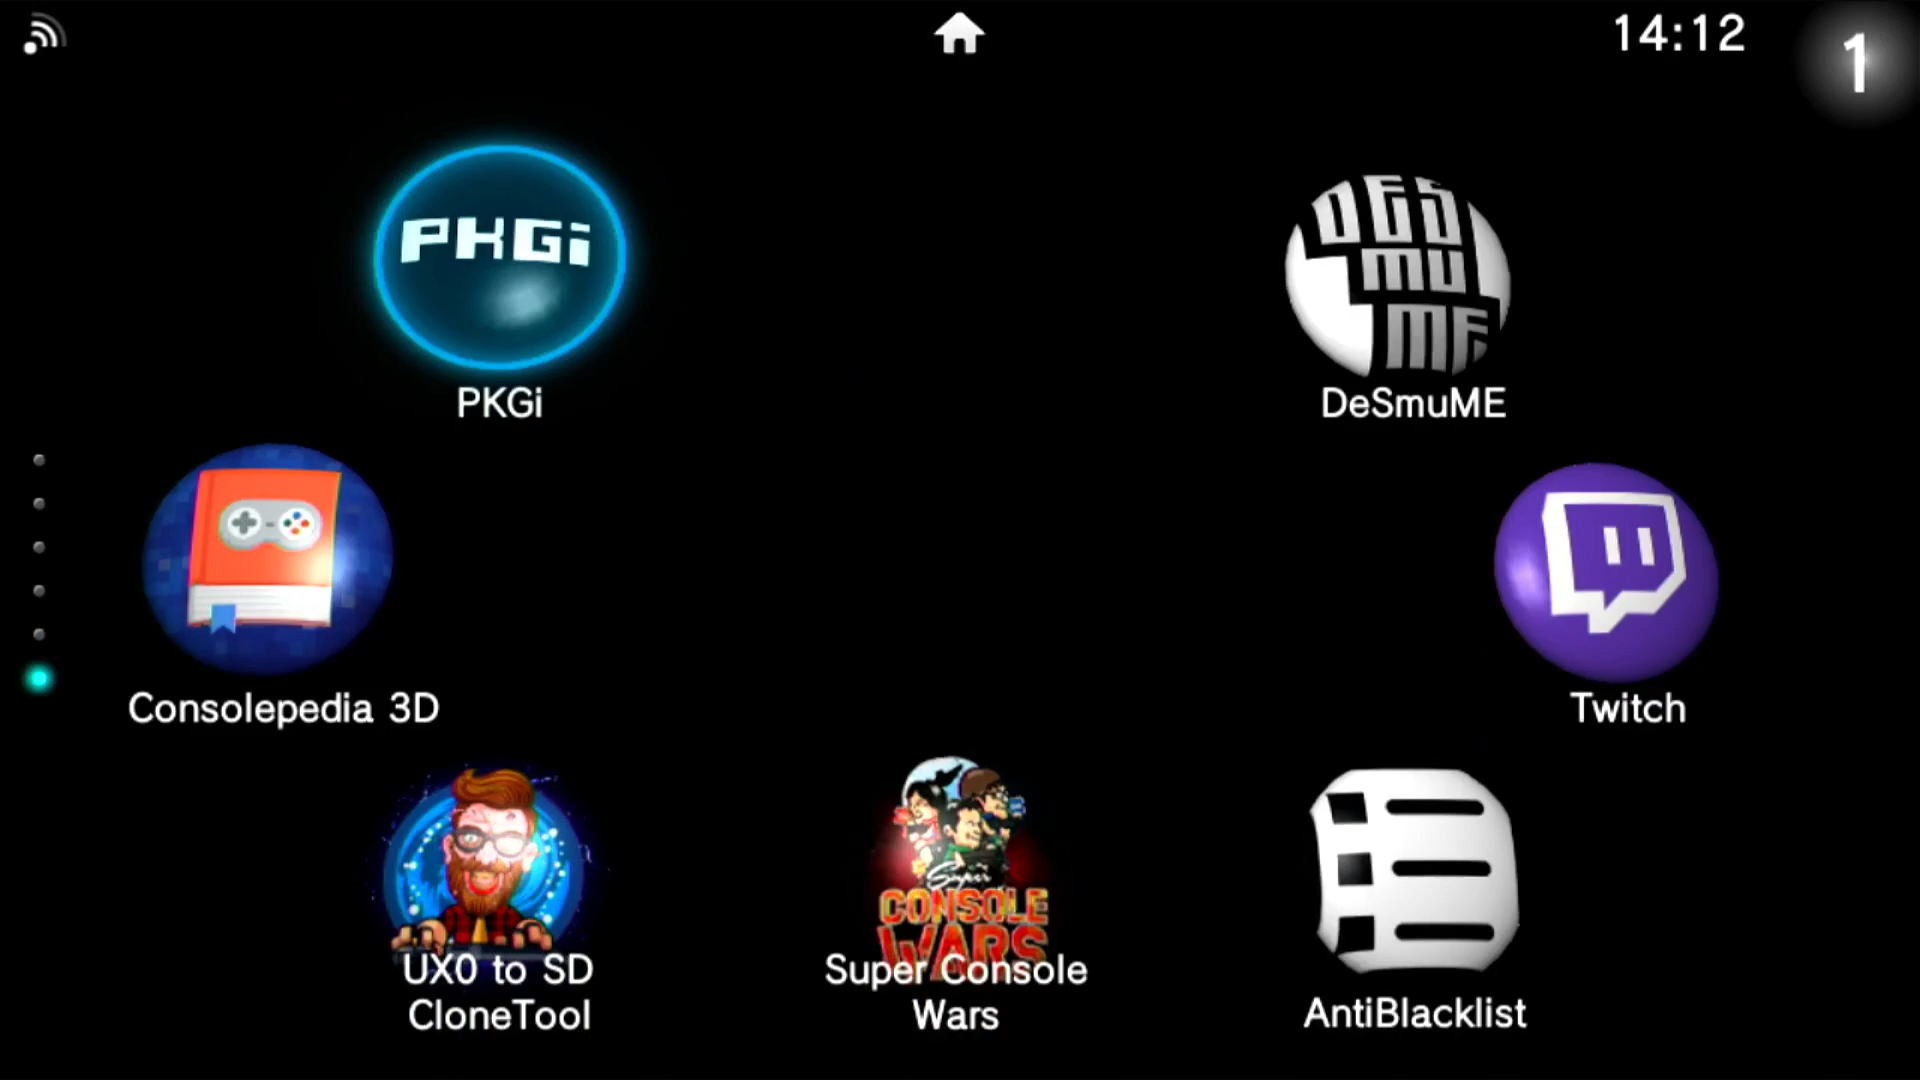 14:12
1
PKGi
PKGi
DESMUME
DeSmuME
Consolepedia 3D
Twitch
UX0 to SD
CloneTool
Super
CONSOLE
WARS
Super Console
Wars
AntiBlacklist